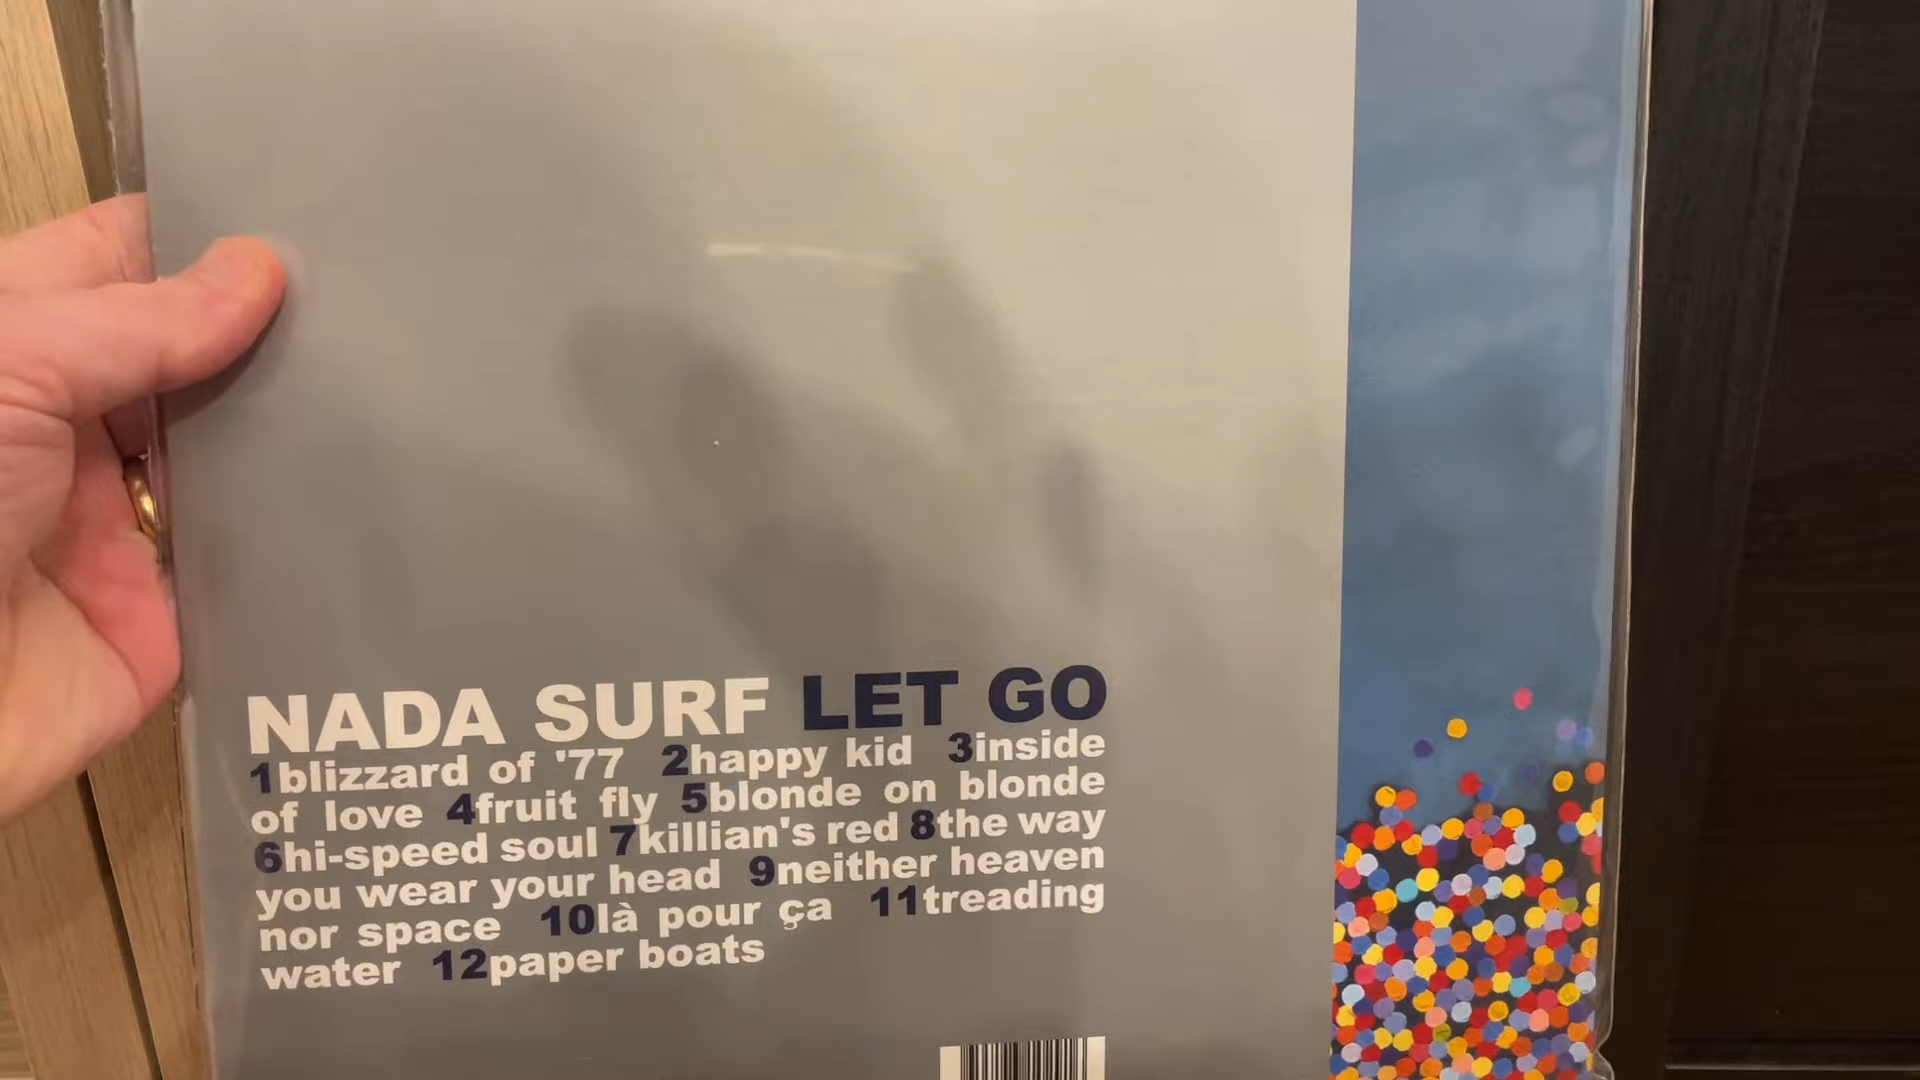 NADA SURF LET GO
1blizzard of '77 2happy kid 3inside
of love 4fruit fly 5blonde on blonde
6hi-speed soul 7killian's red 8the way
you wear your head 9neither heaven
nor space 10là pour ça 11treading
water 12paper boats